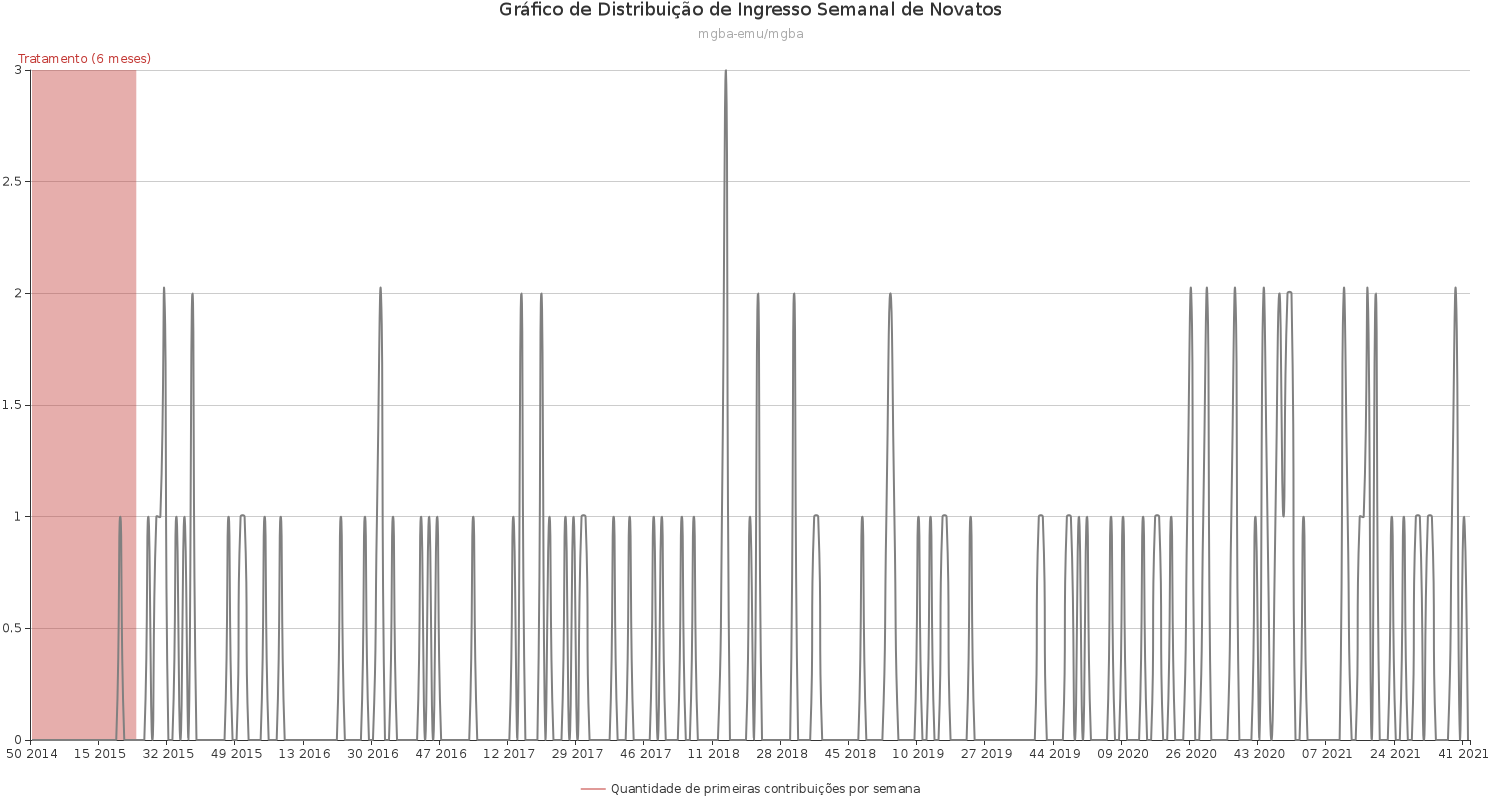 Gráfico de Distribuição de Ingresso Semanal de Novatos
mgba-emu/mgba
Tratamento (6 meses)
3
2.5
2
1.5
1
0.5
0
50 2014 15 2015 32 2015 49 2015 13 2016 30 2016 47 2016 12 2017 29 2017 46 2017 11 2018 28 2018 45 2018 10 2019 27 2019 44 2019 09 2020 26 2020 43 2020 07 2021 24 2021 41 2021
Quantidade de primeiras contribuições por semana